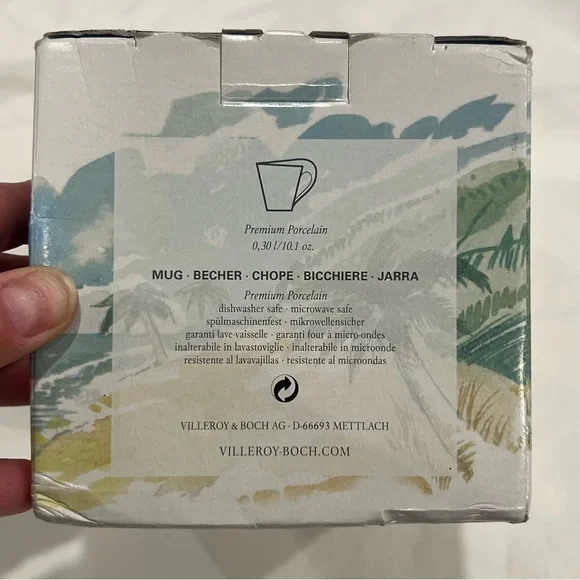 Premium Porcelain
0,30 l/10.1 oz.
MUG · BECHER · CHOPE · BICCHIERE · JARRA
Premium Porcelain
dishwasher safe · microwave safe
spülmaschinenfest · mikrowellensicher
garanti lave-vaisselle · garanti four à micro-ondes
inalterabile in lavastoviglie · inalterabile in microonde
resistente al lavavajillas · resistente al microondas
VILLEROY & BOCH AG · D-66693 METTLACH
VILLEROY-BOCH.COM